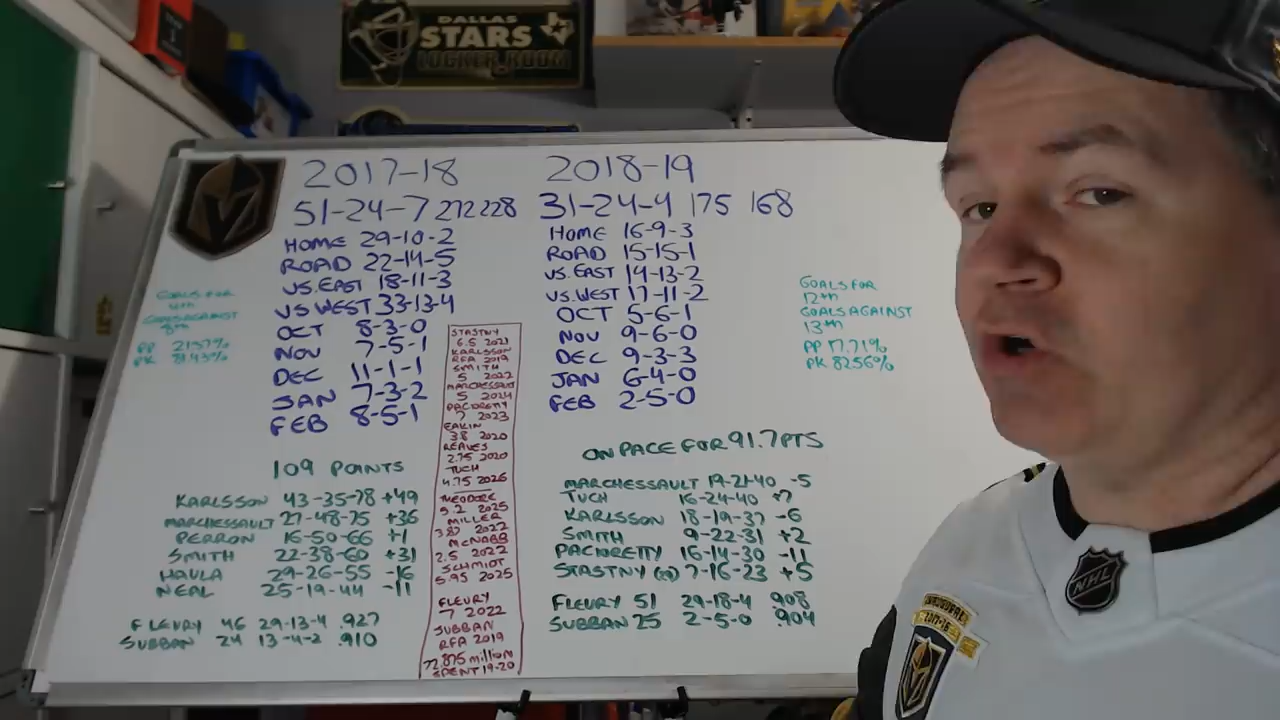 DALLAS
STARS
LOCKER ROOM
2017-18
51-24-7 272 228
HOME 29-10-2
ROAD 22-14-5
VS. EAST 18-11-3
VS WEST 33-13-4
OCT 8-3-0
NOV 7-5-1
DEC 11-1-1
JAN 7-3-2
FEB 8-5-1
109 POINTS
GOALS FOR
GOALS AGAINST
8TH
PP 21.37%
PK 81.43%
KARLSSON 43-35-78 +49
MARCHESSAULT 27-48-75 +36
PERRON 16-50-66 +1
SMITH 22-38-60 +31
HAULA 29-26-55 -16
NEAL 25-19-44 -11
FLEURY 46 29-13-4 .927
SUBBAN 24 13-4-2 .910
STASTNY
6.5 2021
KARLSSON
RFA 2019
SMITH
5 2022
MARCHESSAULT
5 2024
PACIORETTY
7 2023
EAKIN
3.8 2020
REAVES
2.75 2020
TUCH
4.75 2026
THEODORE
5.2 2025
MILLER
3.87 2022
MCNABB
2.5 2022
SCHMIDT
5.95 2025
FLEURY
7 2022
SUBBAN
RFA 2019
72.875 MILLION
SPENT 19-20
2018-19
31-24-4 175 168
HOME 16-9-3
ROAD 15-15-1
VS. EAST 14-13-2
VS. WEST 17-11-2
OCT 5-6-1
NOV 9-6-0
DEC 9-3-3
JAN 6-4-0
FEB 2-5-0
ON PACE FOR 91.7 PTS
GOALS FOR
12TH
GOALS AGAINST
13TH
PP 17.71%
PK 82.56%
MARCHESSAULT 19-21-40 -5
TUCH 16-24-40 +7
KARLSSON 18-19-37 -6
SMITH 9-22-31 +2
PACIORETTY 16-14-30 -11
STASTNY 7-16-23 +5
FLEURY 51 29-18-4 .908
SUBBAN 25 2-5-0 .904
NHL
INAUGURAL
2017-18